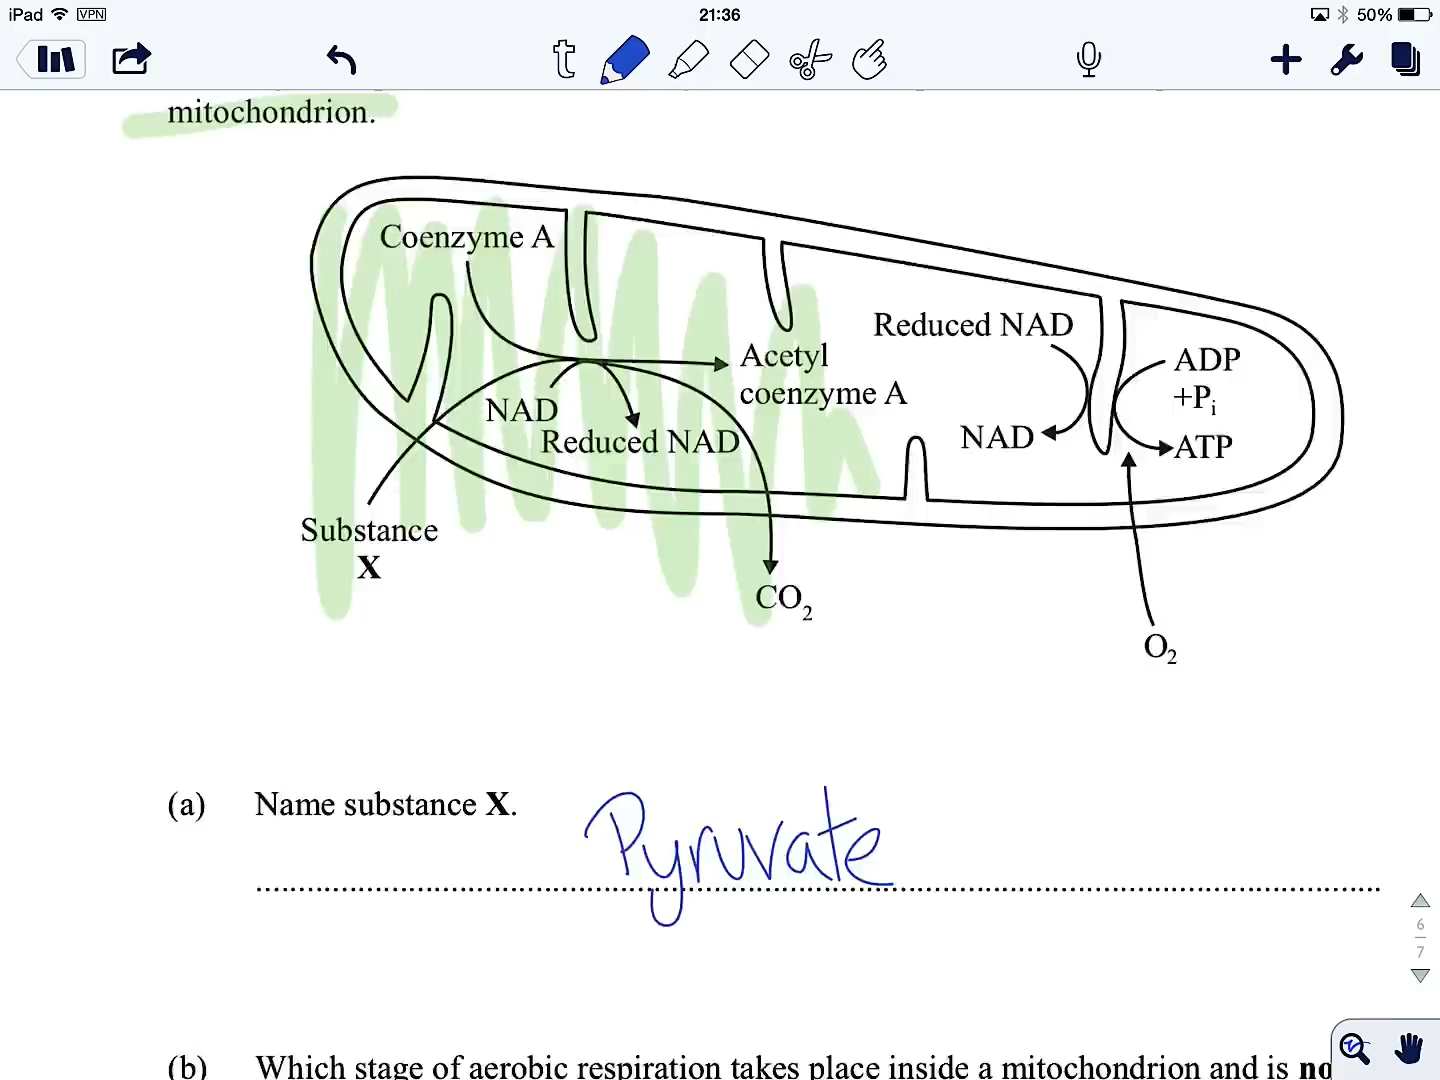 iPad VPN 21:36 50%
t
mitochondrion.
Coenzyme A
Reduced NAD
ADP
+Pi
ATP
Acetyl
coenzyme A
NAD
Reduced NAD
NAD
Substance
X
CO2
O2
(a) Name substance X.
Pyruvate
6
7
(b) Which stage of aerobic respiration takes place inside a mitochondrion and is no